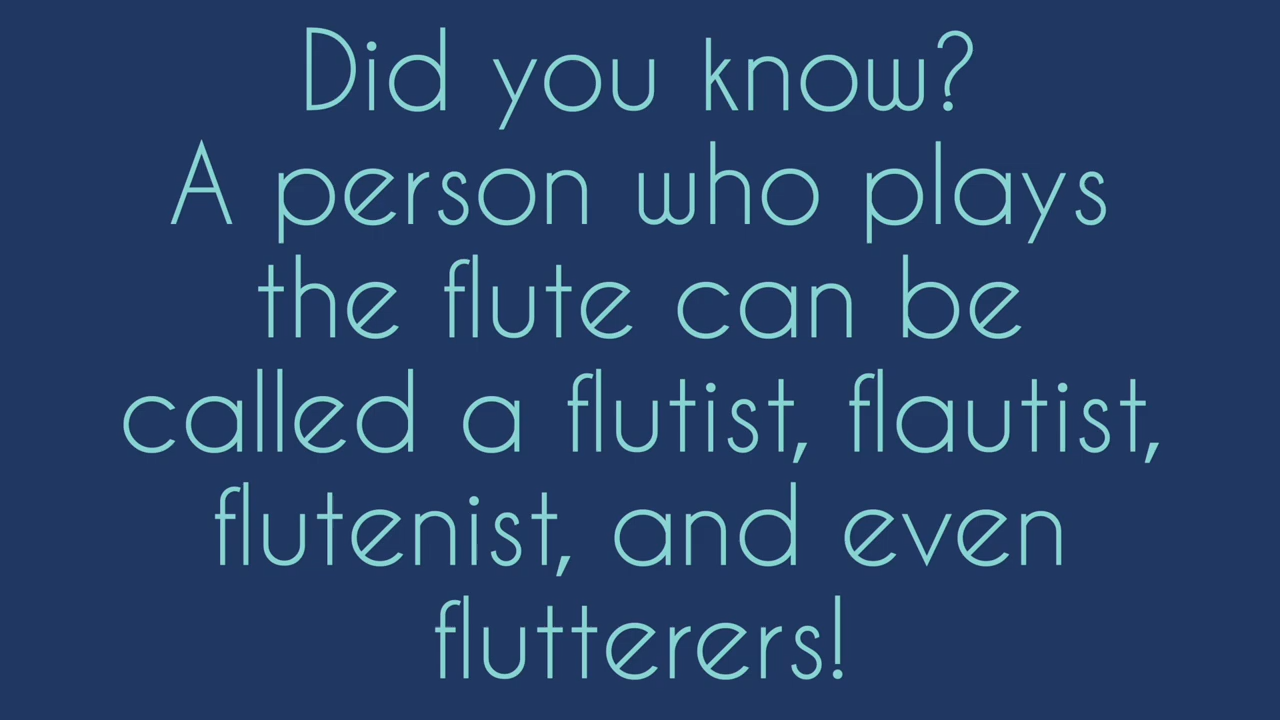 Did you know?
A person who plays
the flute can be
called a flutist, flautist,
flutenist, and even
flutterers!